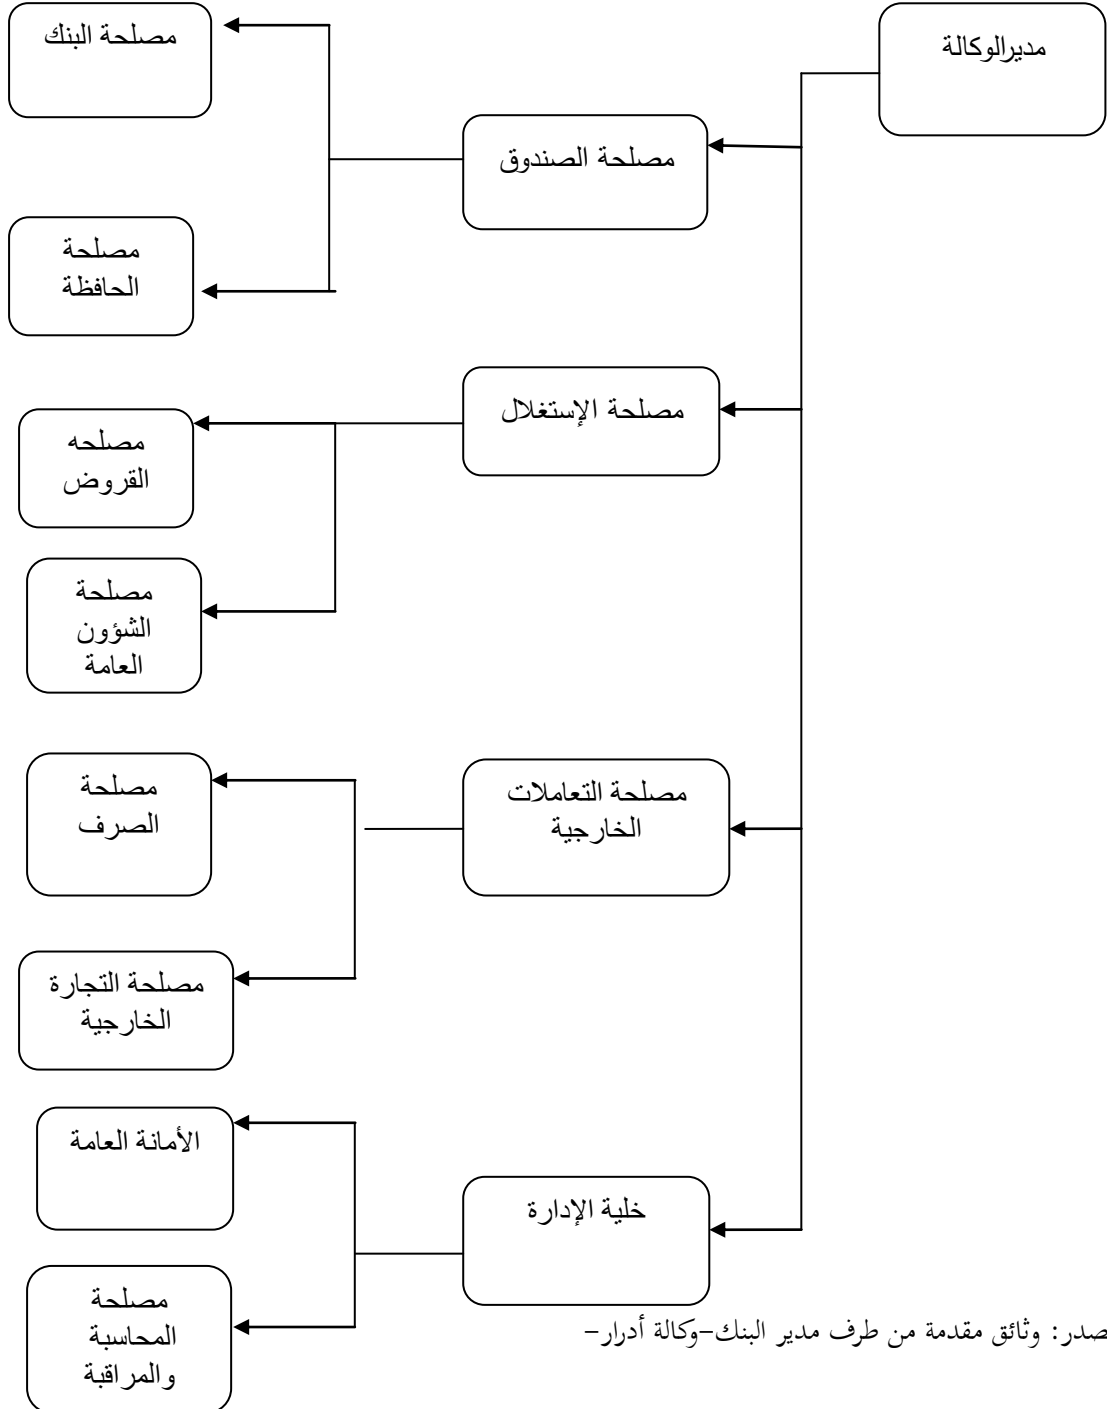 مديرالوكالة
مصلحة الصندوق
مصلحة البنك
مصلحة
الحافظة
مصلحة الإستغلال
مصلحه
القروض
مصلحة
الشؤون
العامة
مصلحة التعاملات
الخارجية
مصلحة
الصرف
مصلحة التجارة
الخارجية
خلية الإدارة
الأمانة العامة
مصلحة
المحاسبة
والمراقبة
صدر: وثائق مقدمة من طرف مدير البنك-وكالة أدرار-